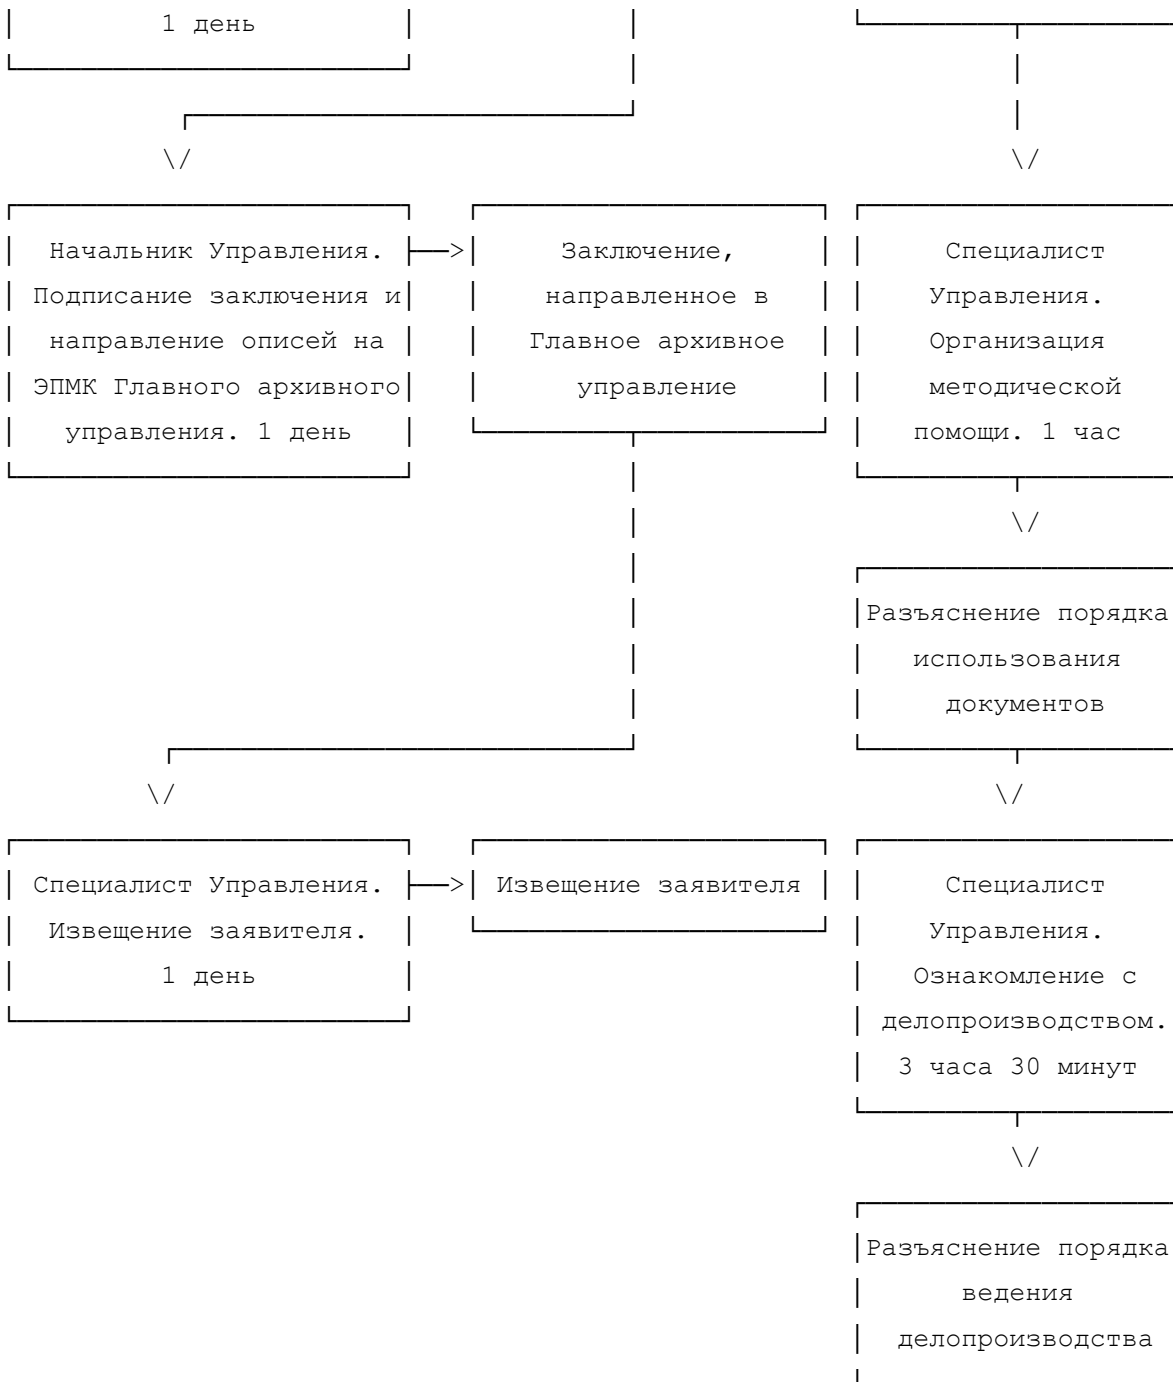 1 день
Начальник Управления.
Подписание заключения и
направление описей на
ЭПМК Главного архивного
управления. 1 день
Заключение,
направленное в
Главное архивное
управление
Специалист
Управления.
Организация
методической
помощи. 1 час
Разъяснение порядка
использования
документов
Специалист Управления.
Извещение заявителя.
1 день
Извещение заявителя
Специалист
Управления.
Ознакомление с
делопроизводством.
3 часа 30 минут
Разъяснение порядка
ведения
делопроизводства